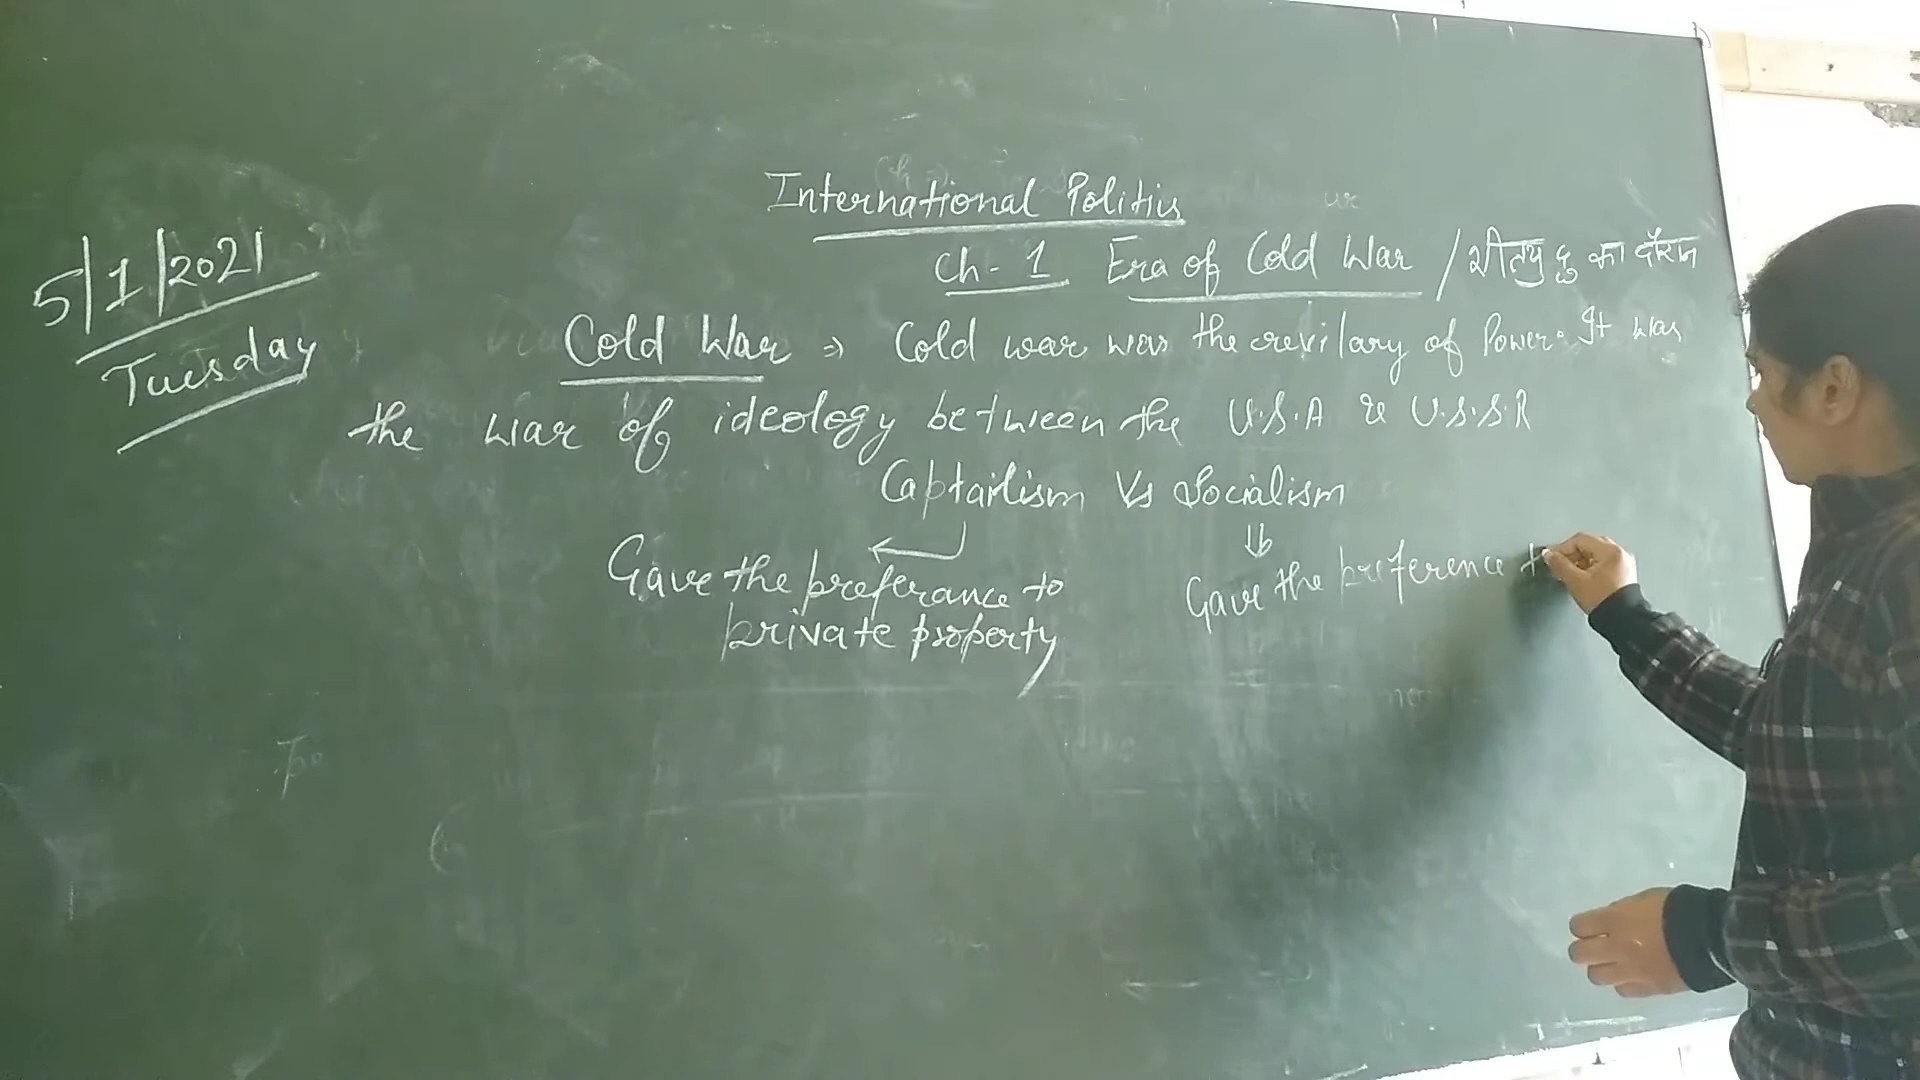 International Politics
5/1/2021
Tuesday
Ch-1 Era of Cold War / शीतयुद्ध का दौरान
Cold War ⇒ Cold war was the of Power. It was
the war of ideology between the U.S.A & U.S.S.R
Captailism Vs Socialism
Gave the preferance to
private property
Gave the preference